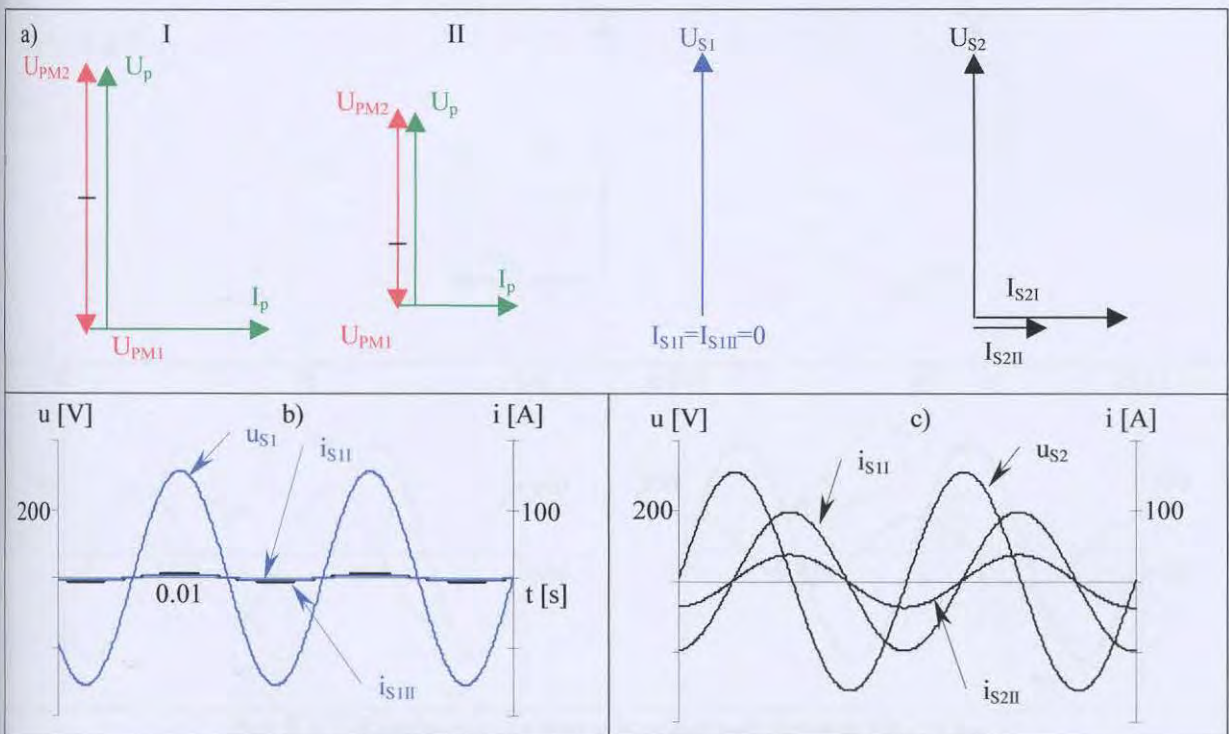 a) I II U_S1 U_S2
U_PM2 U_p
U_PM2 U_p
I_p I_p I_S2I
U_PM1 U_PM1 I_S1I=I_S1II=0 I_S2II
u [V] b) i [A]
u_S1 i_S1I
200 100
0.01 t [s]
i_S1II
u [V] c) i [A]
i_S1I u_S2
200 100
i_S2II